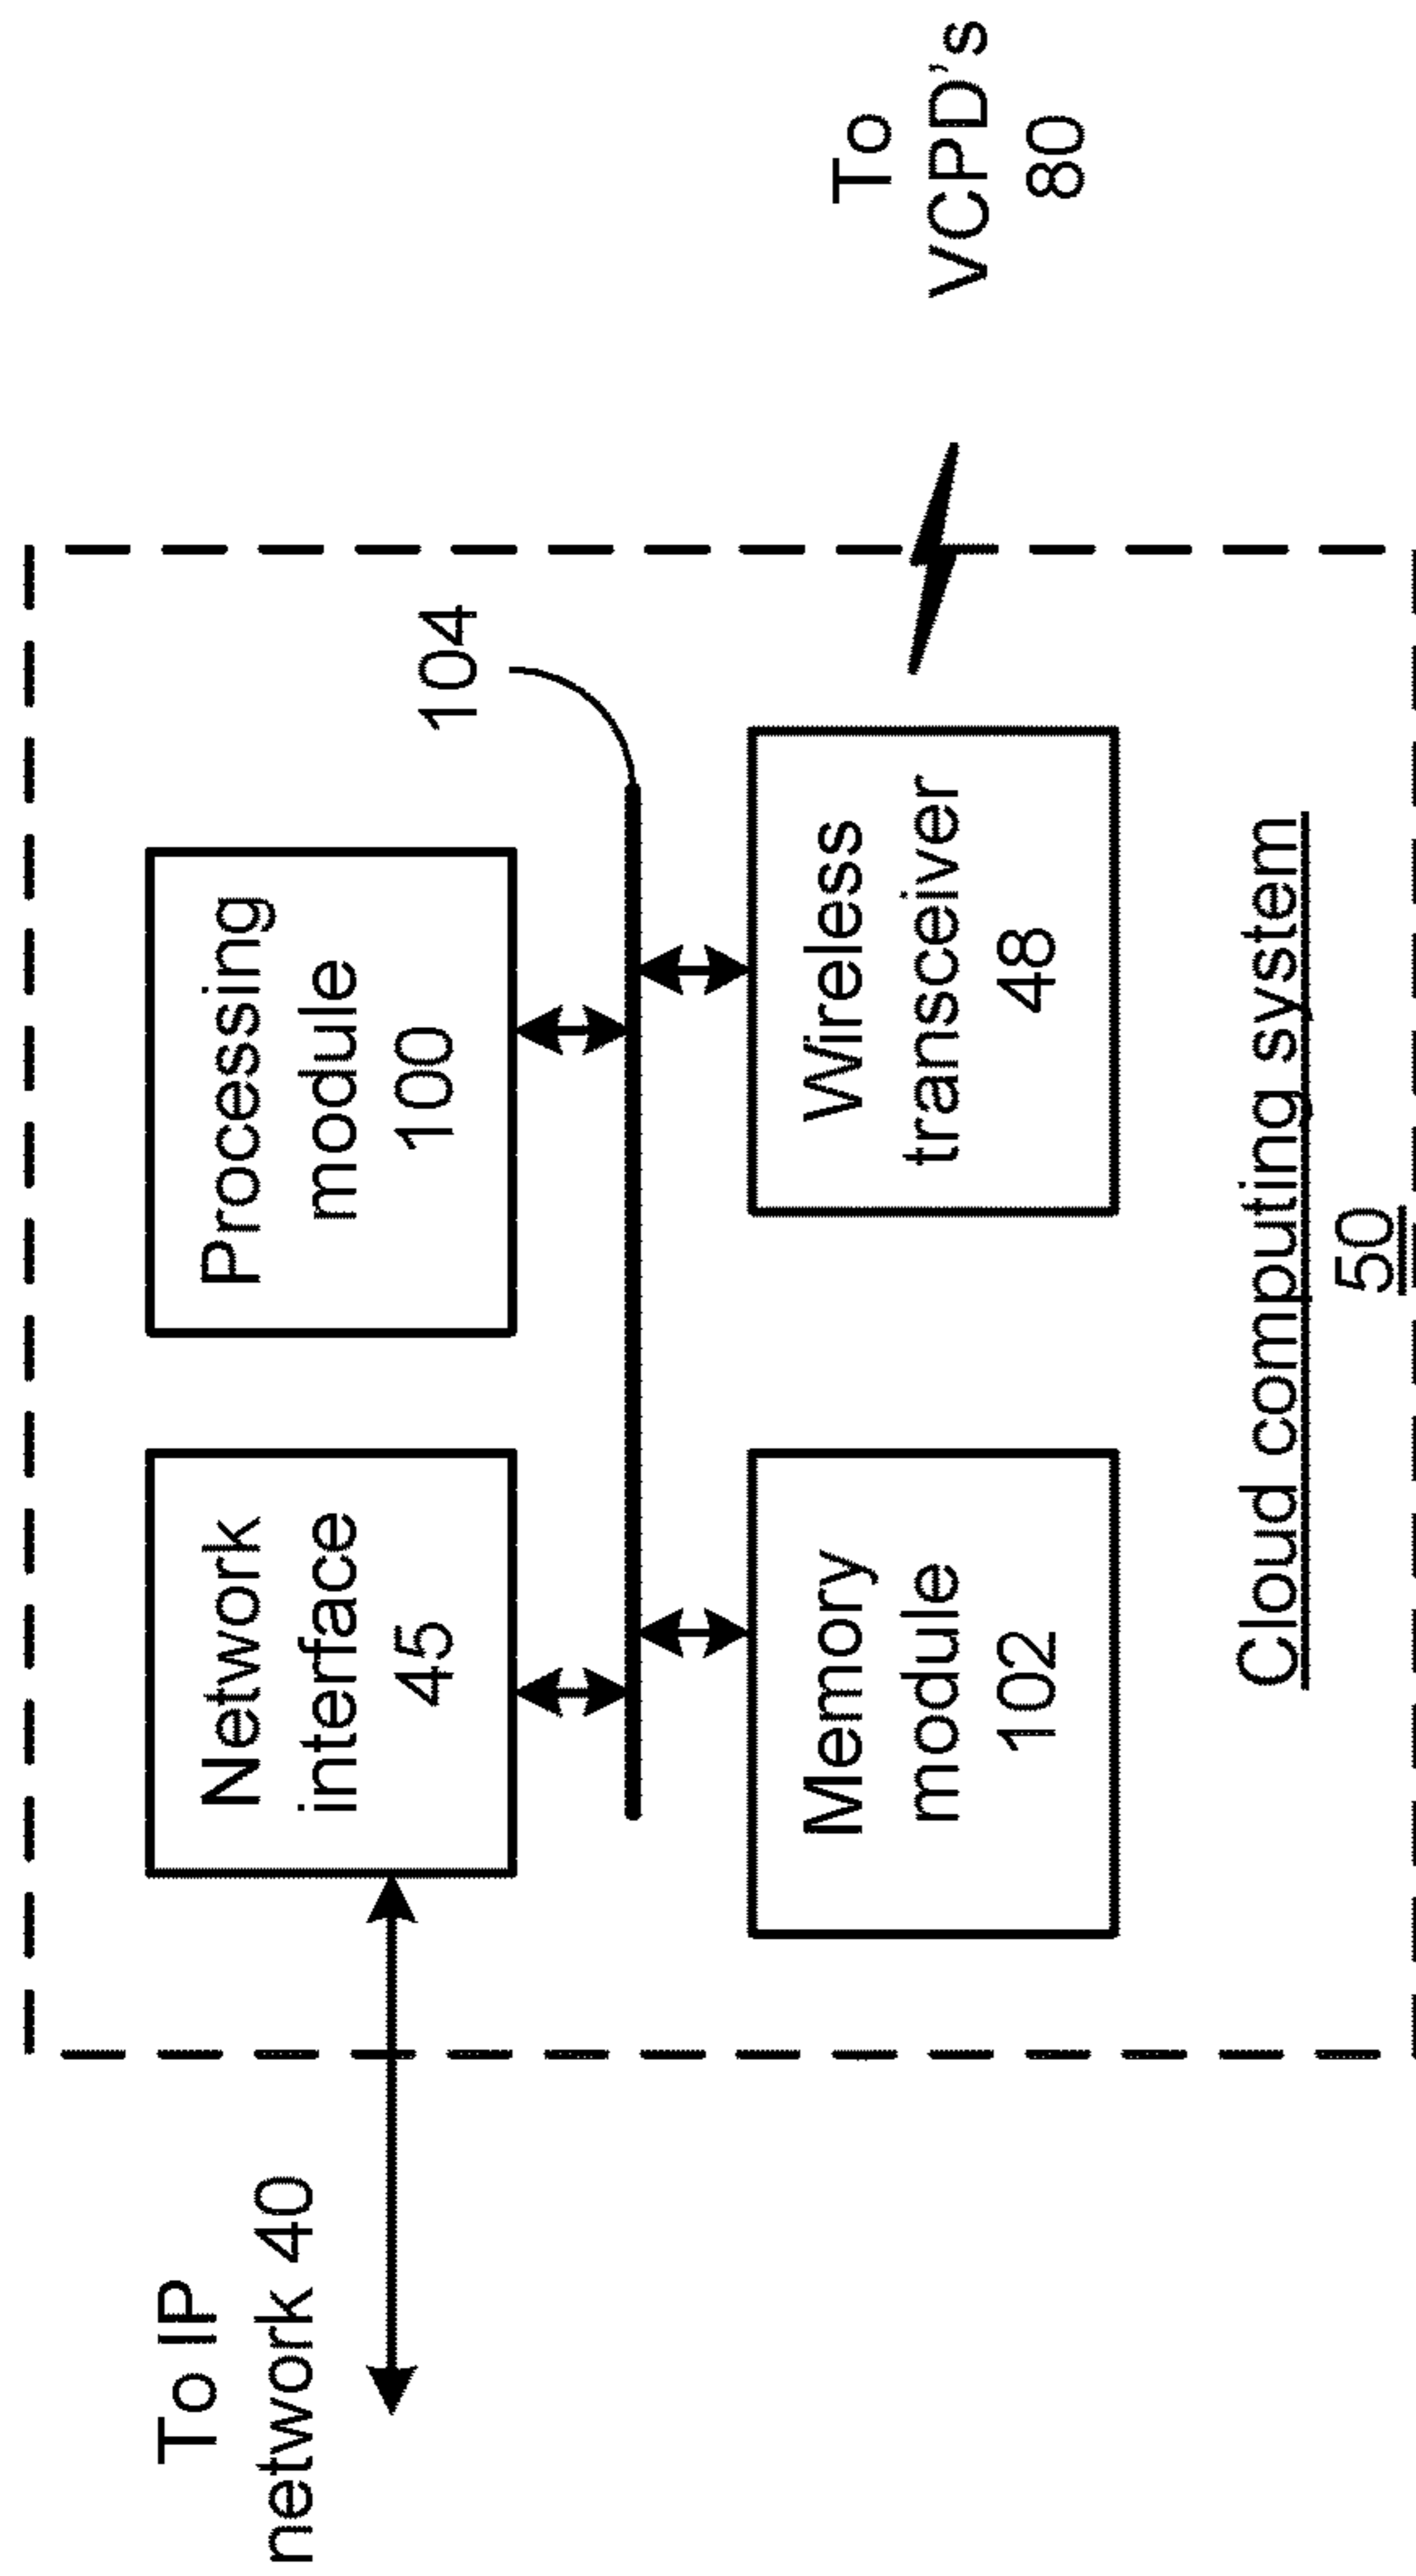 To IP
network 40
Network
interface
45
Processing
module
100
104
Memory
module
102
Wireless
transceiver
48
To
VCPD's
80
Cloud computing system
50